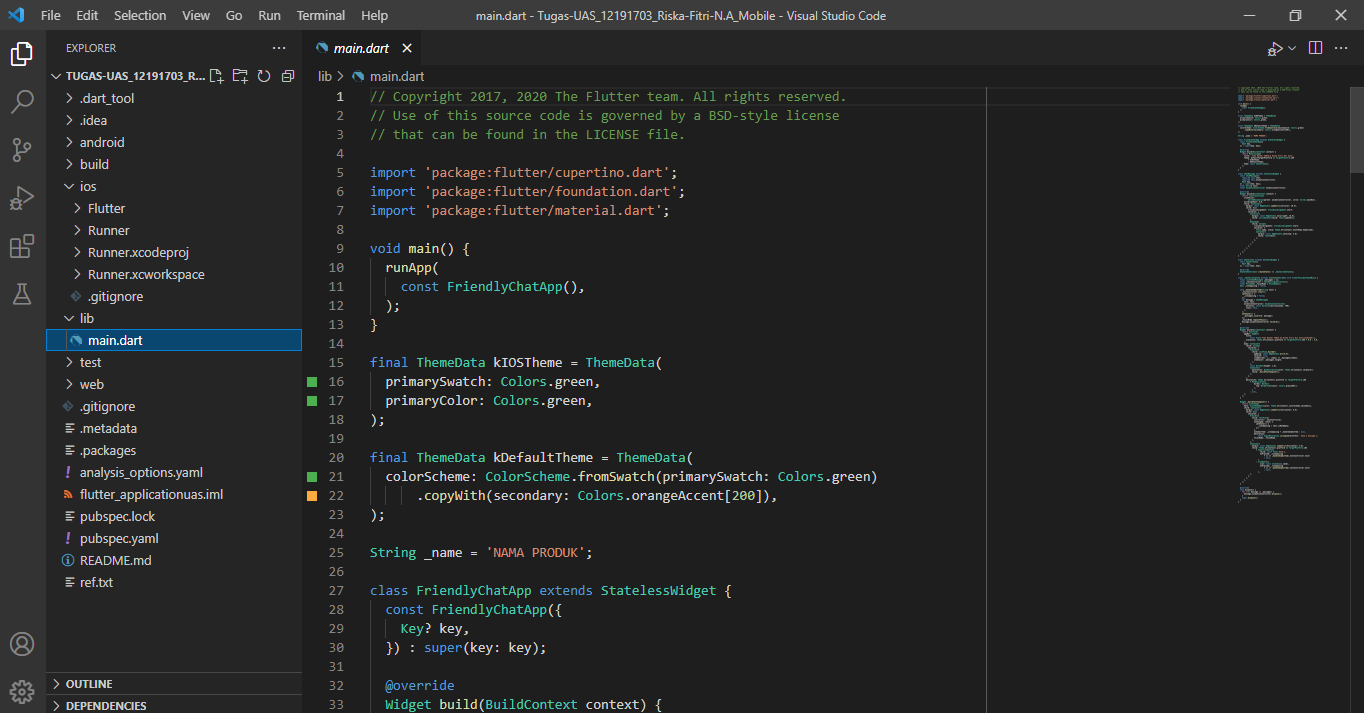 File Edit Selection View Go Run Terminal Help
main.dart - Tugas-UAS_12191703_Riska-Fitri-N.A_Mobile - Visual Studio Code
EXPLORER
TUGAS-UAS_12191703_R...
.dart_tool
.idea
android
build
ios
Flutter
Runner
Runner.xcodeproj
Runner.xcworkspace
.gitignore
lib
main.dart
test
web
.gitignore
.metadata
.packages
analysis_options.yaml
flutter_applicationuas.iml
pubspec.lock
pubspec.yaml
README.md
ref.txt
OUTLINE
DEPENDENCIES
main.dart
lib > main.dart
1 // Copyright 2017, 2020 The Flutter team. All rights reserved.
2 // Use of this source code is governed by a BSD-style license
3 // that can be found in the LICENSE file.
4
5 import 'package:flutter/cupertino.dart';
6 import 'package:flutter/foundation.dart';
7 import 'package:flutter/material.dart';
8
9 void main() {
10 runApp(
11 const FriendlyChatApp(),
12 );
13 }
14
15 final ThemeData kIOSTheme = ThemeData(
16 primarySwatch: Colors.green,
17 primaryColor: Colors.green,
18 );
19
20 final ThemeData kDefaultTheme = ThemeData(
21 colorScheme: ColorScheme.fromSwatch(primarySwatch: Colors.green)
22 .copyWith(secondary: Colors.orangeAccent[200]),
23 );
24
25 String _name = 'NAMA PRODUK';
26
27 class FriendlyChatApp extends StatelessWidget {
28 const FriendlyChatApp({
29 Key? key,
30 }) : super(key: key);
31
32 @override
33 Widget build(BuildContext context) {